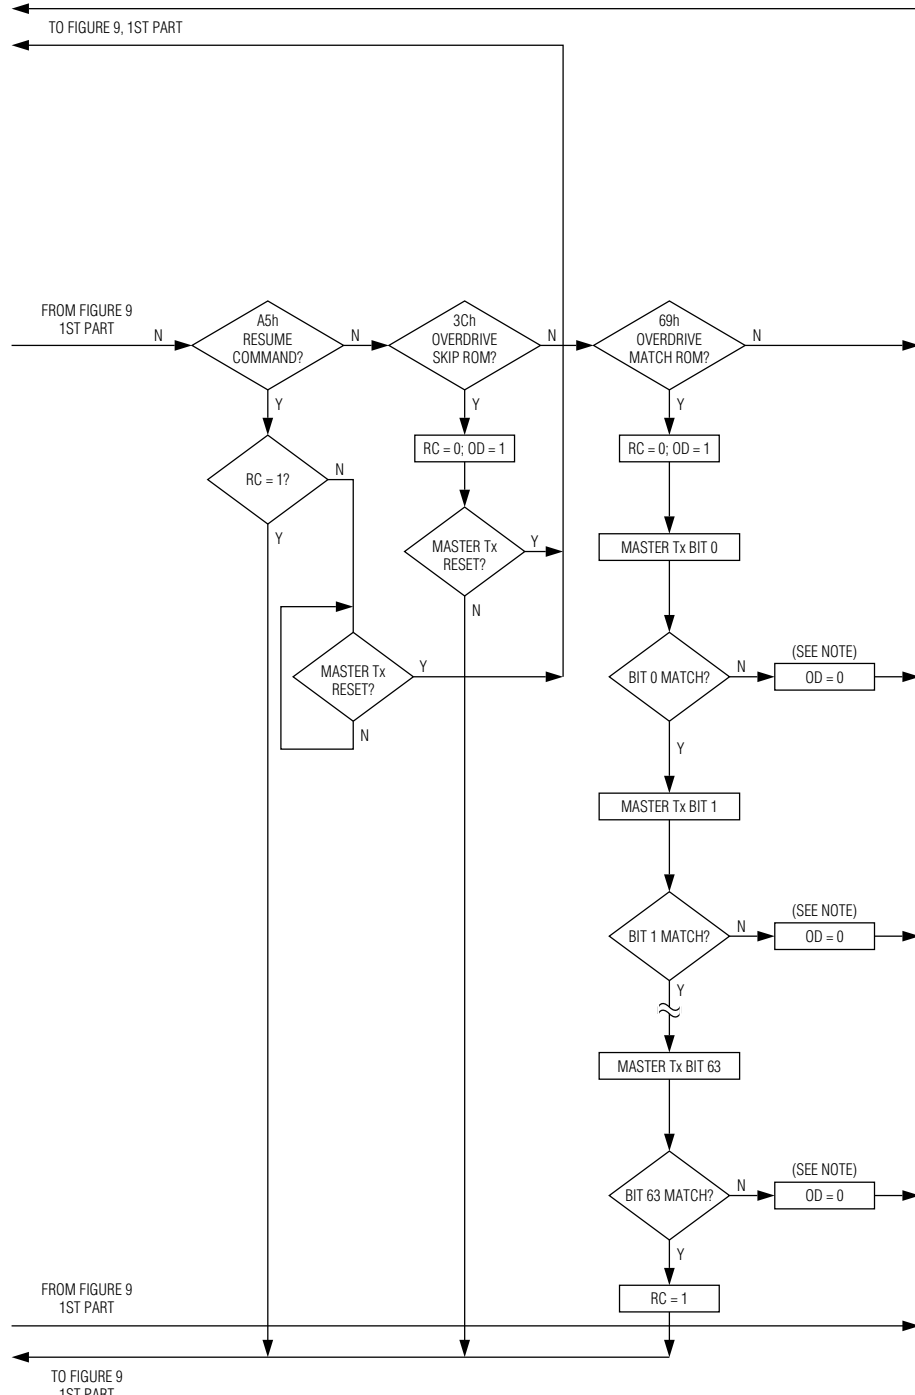 TO FIGURE 9, 1ST PART
FROM FIGURE 9
1ST PART
N
A5h
RESUME
COMMAND?
N
3Ch
OVERDRIVE
SKIP ROM?
N
69h
OVERDRIVE
MATCH ROM?
N
Y
Y
Y
RC = 1?
N
Y
RC = 0; OD = 1
RC = 0; OD = 1
MASTER Tx
RESET?
Y
N
MASTER Tx BIT 0
MASTER Tx
RESET?
Y
N
BIT 0 MATCH?
N
(SEE NOTE)
OD = 0
Y
MASTER Tx BIT 1
BIT 1 MATCH?
N
(SEE NOTE)
OD = 0
Y
MASTER Tx BIT 63
BIT 63 MATCH?
N
(SEE NOTE)
OD = 0
Y
RC = 1
FROM FIGURE 9
1ST PART
TO FIGURE 9
1ST PART